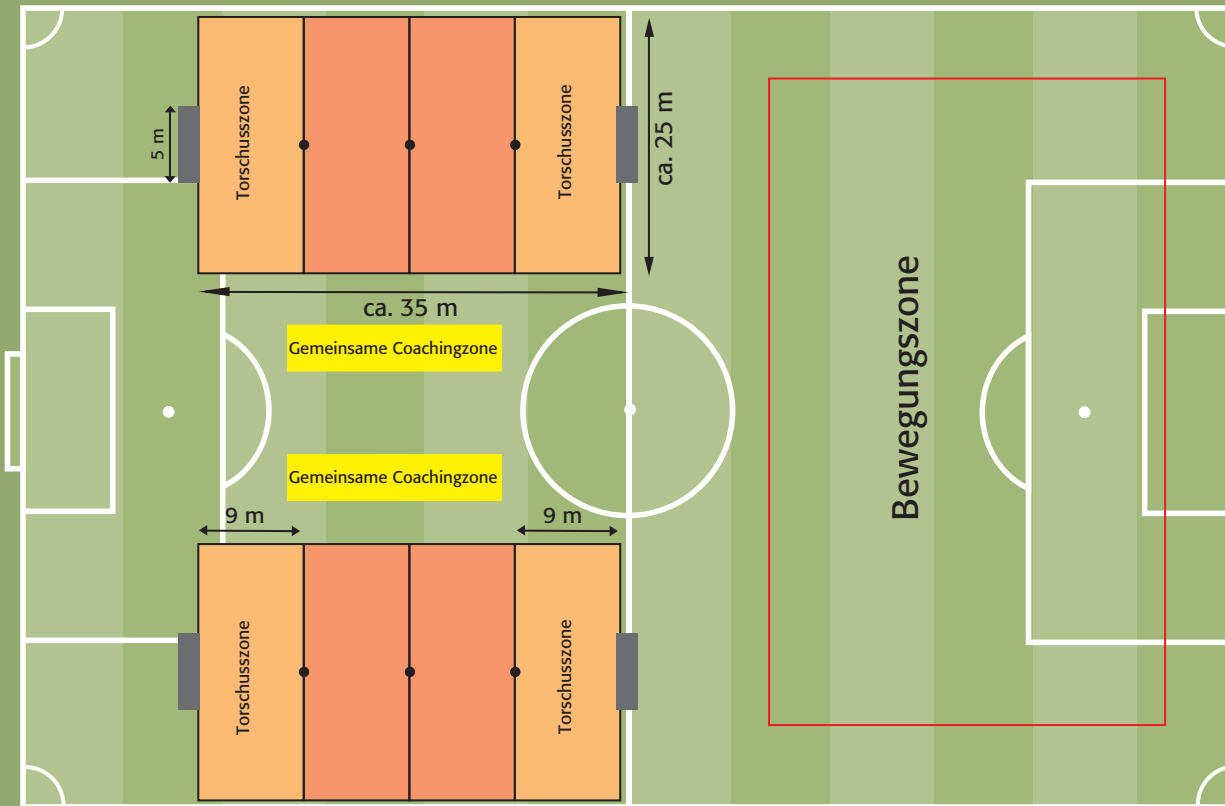 Torschusszone
Torschusszone
5 m
ca. 25 m
ca. 35 m
Gemeinsame Coachingzone
Bewegungszone
Gemeinsame Coachingzone
9 m
9 m
Torschusszone
Torschusszone